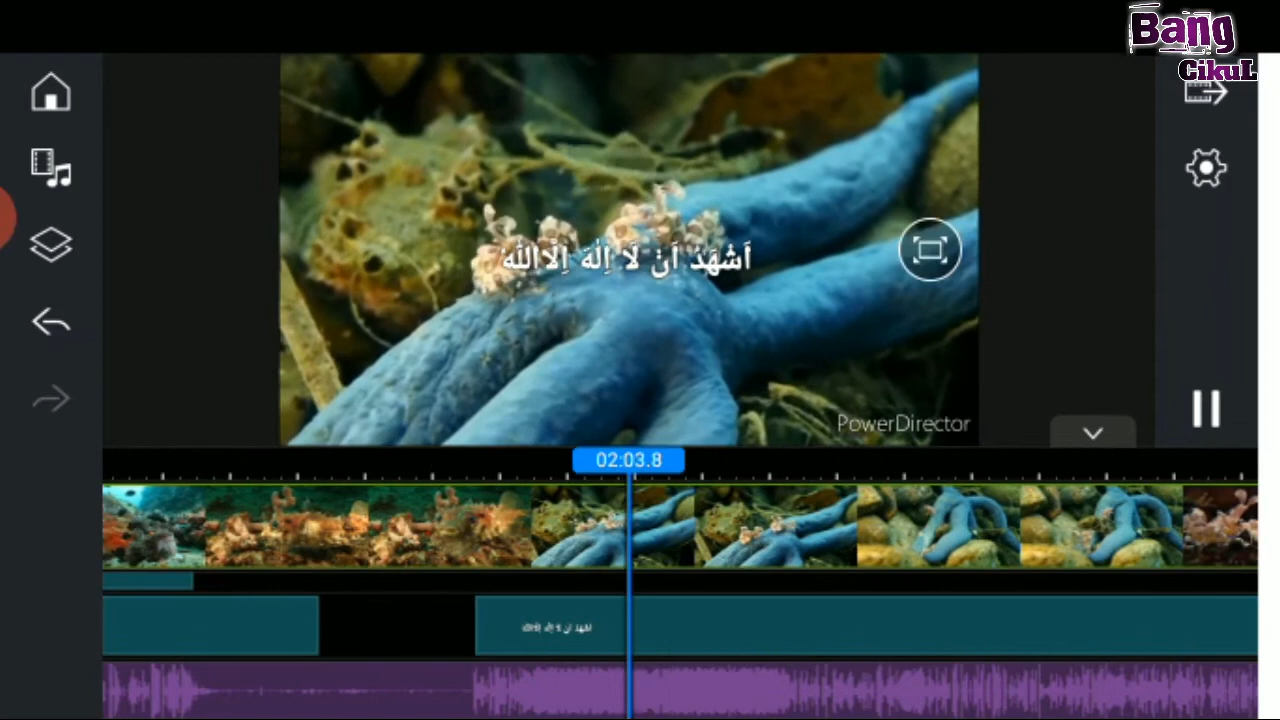 Bang
CikuL
اَشْهَدُ اَنْ لَا اِلٰهَ اِلَّااللّٰهُ
PowerDirector
02:03.8